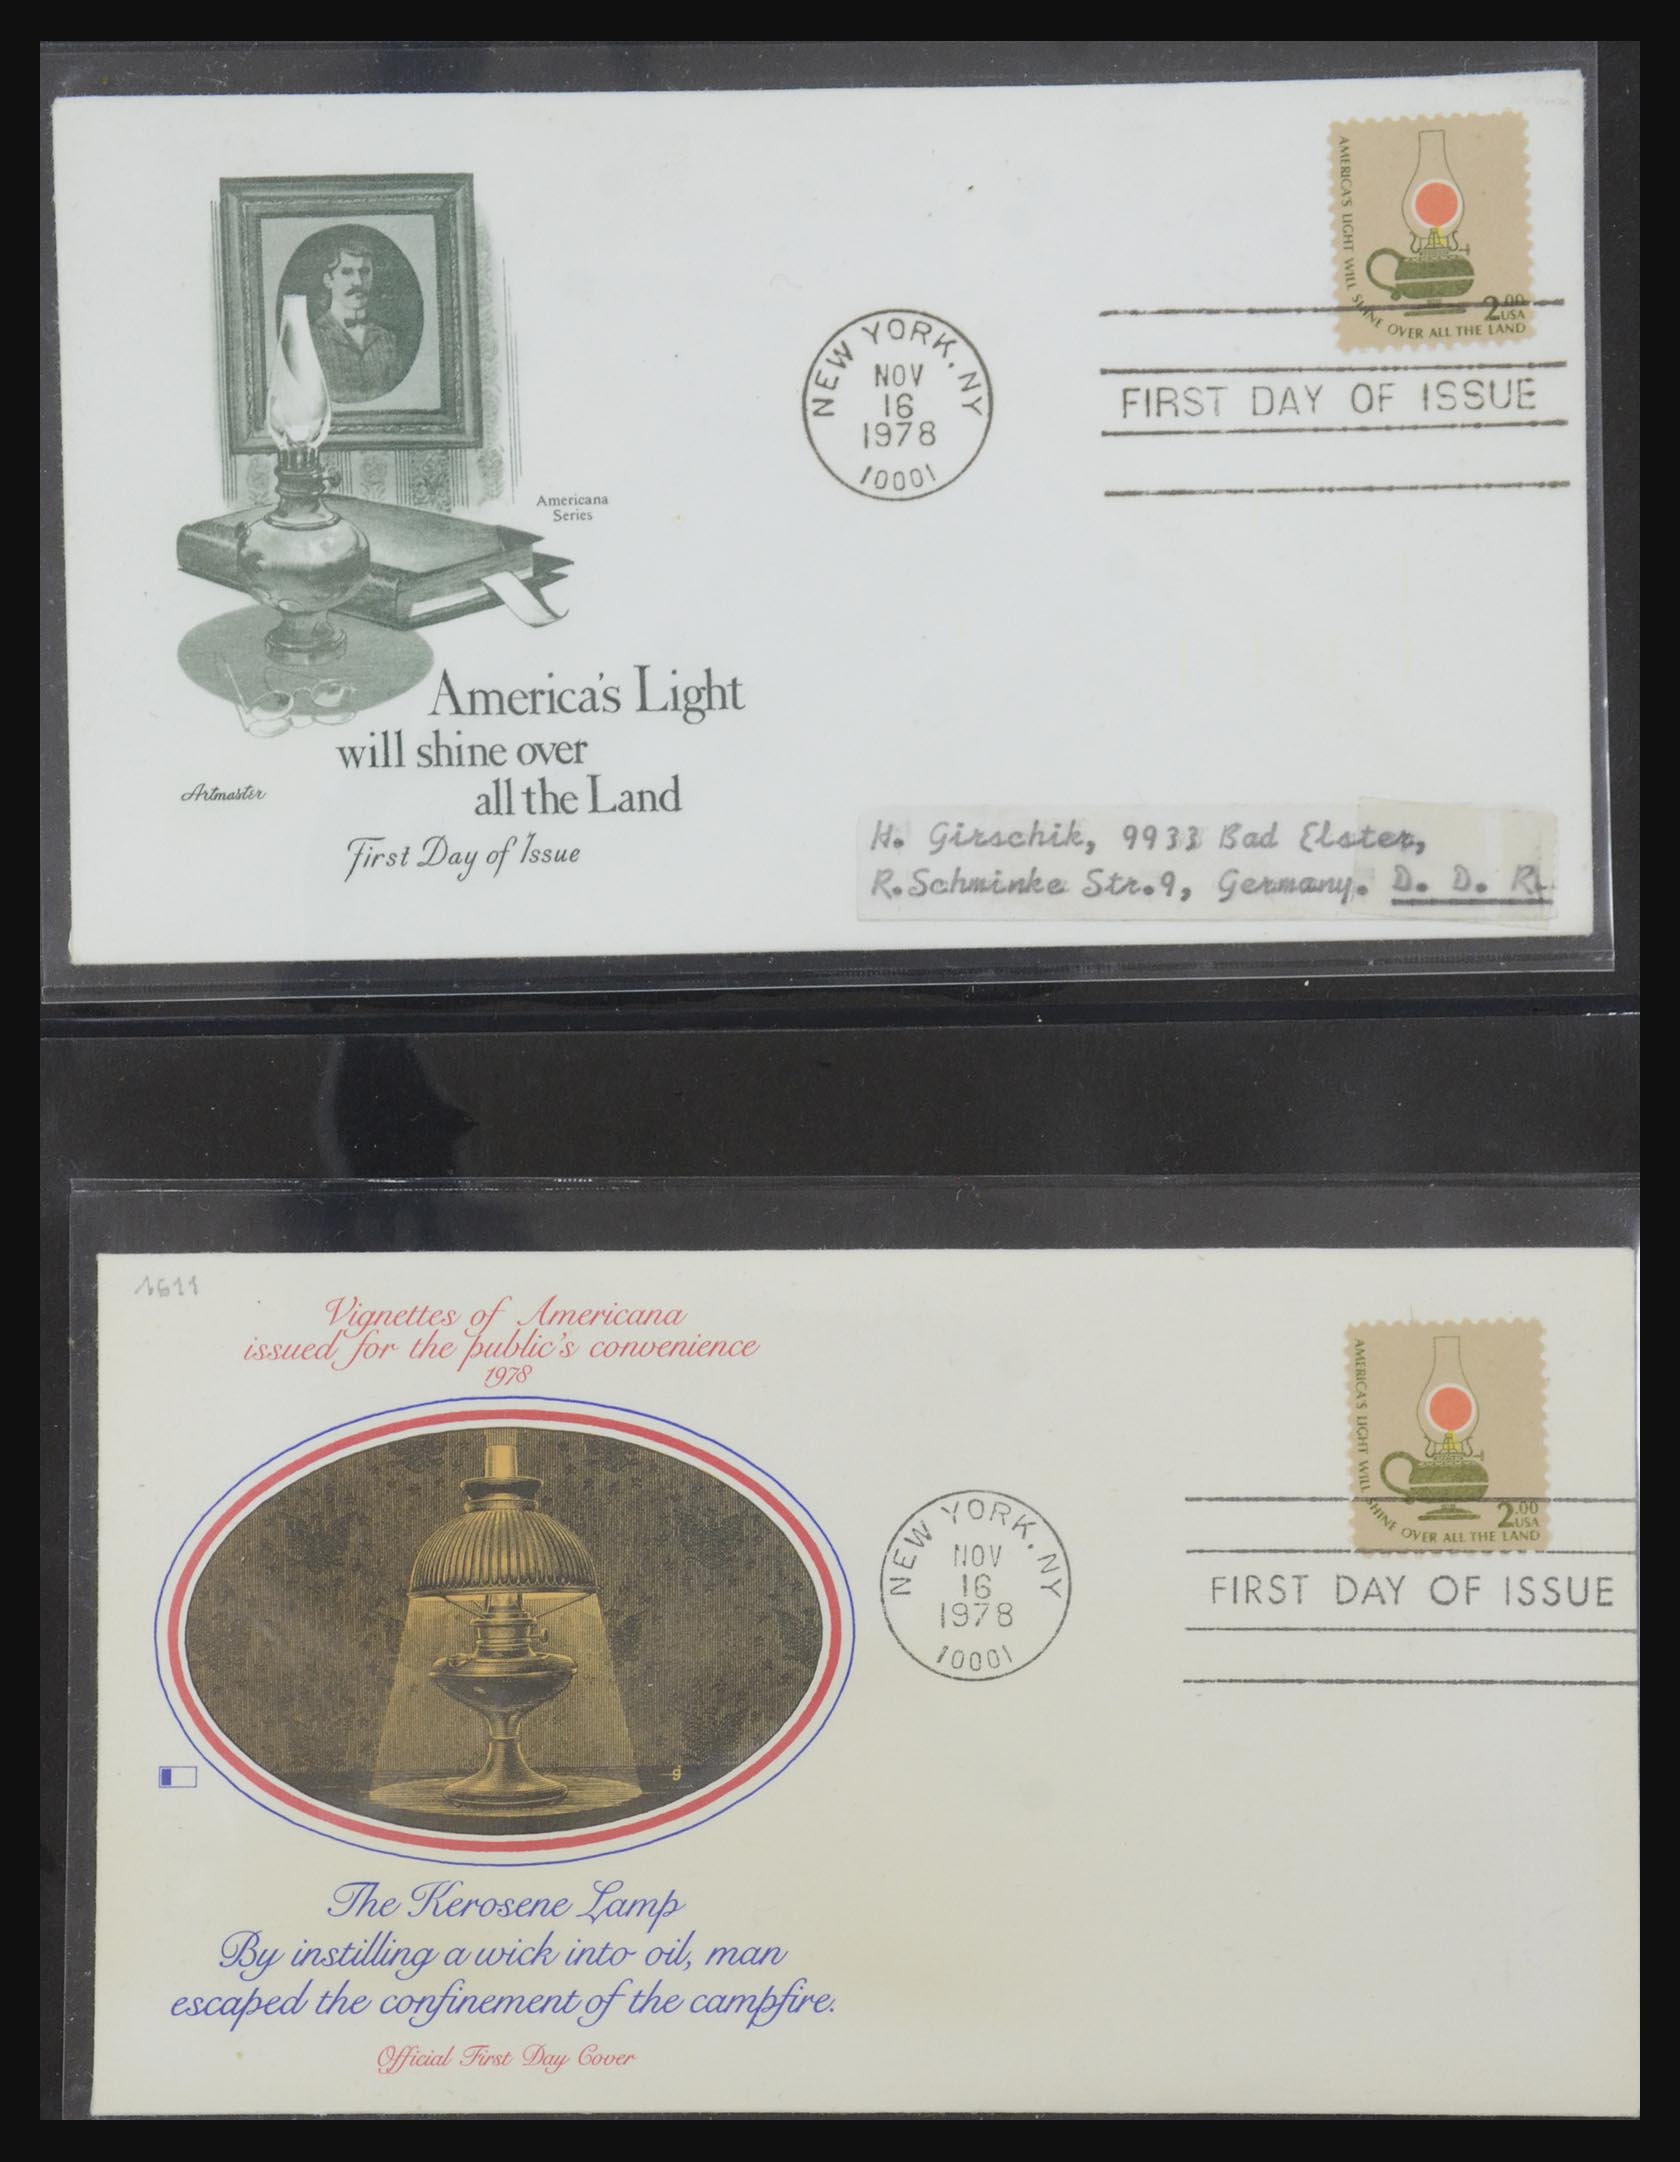 AMERICA'S LIGHT WILL SHINE OVER ALL THE LAND
2.00
USA
NEW YORK, NY
NOV
16
1978
10001
FIRST DAY OF ISSUE
Americana
Series
America's Light
will shine over
all the Land
Artmaster
First Day of Issue
H. Girschik, 9933 Bad Elster,
R. Schminke Str. 9, Germany. D. D. R.
1611
Vignettes of Americana
issued for the public's convenience
1978
AMERICA'S LIGHT WILL SHINE OVER ALL THE LAND
2.00
USA
NEW YORK, NY
NOV
16
1978
10001
FIRST DAY OF ISSUE
g
The Kerosene Lamp
By instilling a wick into oil, man
escaped the confinement of the campfire.
Official First Day Cover